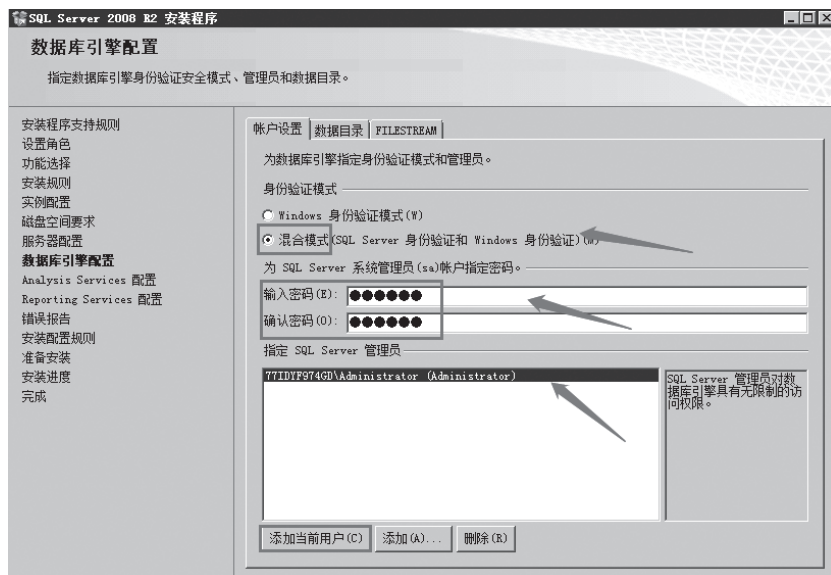 SQL Server 2008 R2 安装程序
数据库引擎配置
指定数据库引擎身份验证安全模式、管理员和数据目录。
安装程序支持规则
设置角色
功能选择
安装规则
实例配置
磁盘空间要求
服务器配置
数据库引擎配置
Analysis Services 配置
Reporting Services 配置
错误报告
安装配置规则
准备安装
安装进度
完成
帐户设置 数据目录 FILESTREAM
为数据库引擎指定身份验证模式和管理员。
身份验证模式
Windows 身份验证模式(W)
混合模式(SQL Server 身份验证和 Windows 身份验证)(M)
为 SQL Server 系统管理员(sa)帐户指定密码。
输入密码(E): ●●●●●●
确认密码(O): ●●●●●●
指定 SQL Server 管理员
77IDYF974GD\Administrator (Administrator)
SQL Server 管理员对数
据库引擎具有无限制的访
问权限。
添加当前用户(C) 添加(A)... 删除(R)